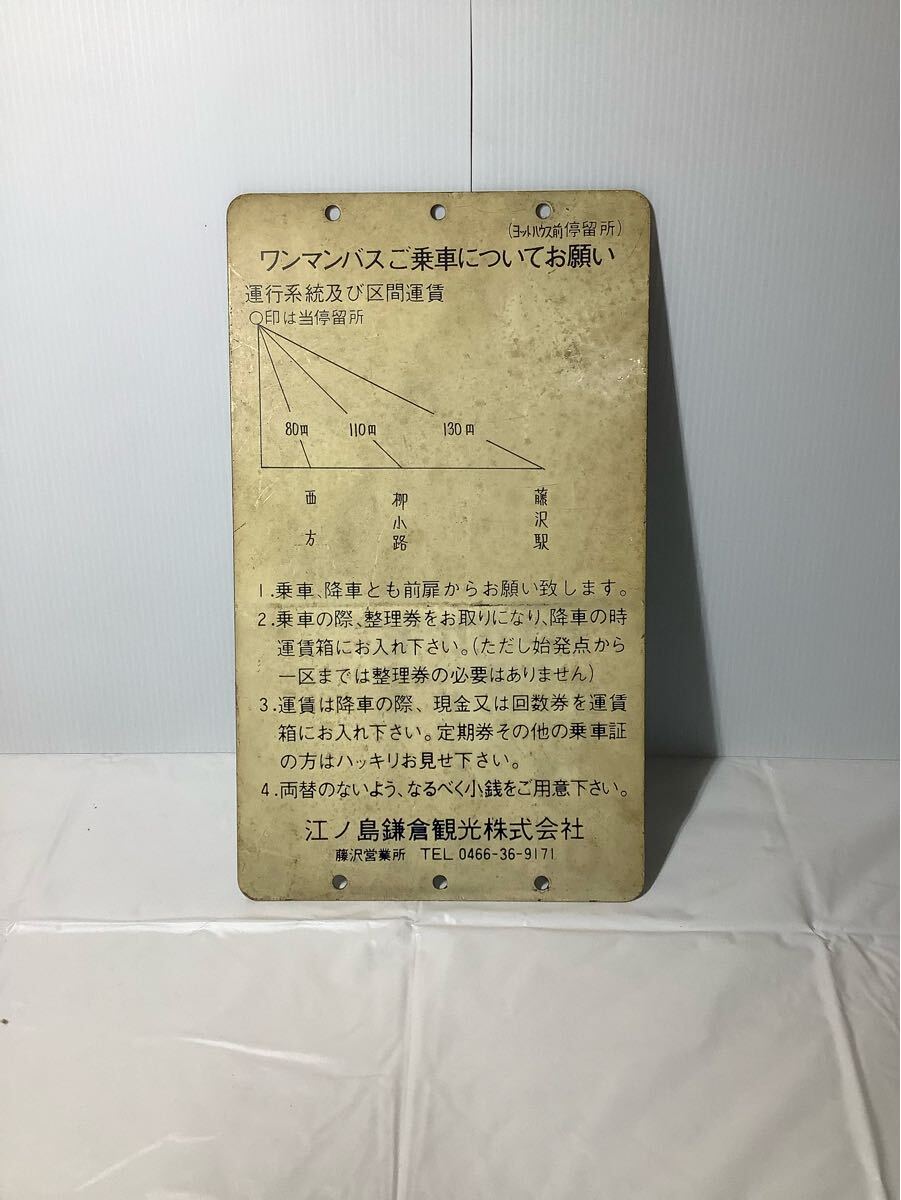 (ヨットハウス前停留所)
ワンマンバスご乗車についてお願い
運行系統及び区間運賃
○印は当停留所
80円 110円 130円
西方
柳小路
藤沢駅
1.乗車、降車とも前扉からお願い致します。
2.乗車の際、整理券をお取りになり、降車の時
運賃箱にお入れ下さい。(ただし始発点から
一区までは整理券の必要はありません)
3.運賃は降車の際、現金又は回数券を運賃
箱にお入れ下さい。定期券その他の乗車証
の方はハッキリお見せ下さい。
4.両替のないよう、なるべく小銭をご用意下さい。
江ノ島鎌倉観光株式会社
藤沢営業所 TEL 0466-36-9171